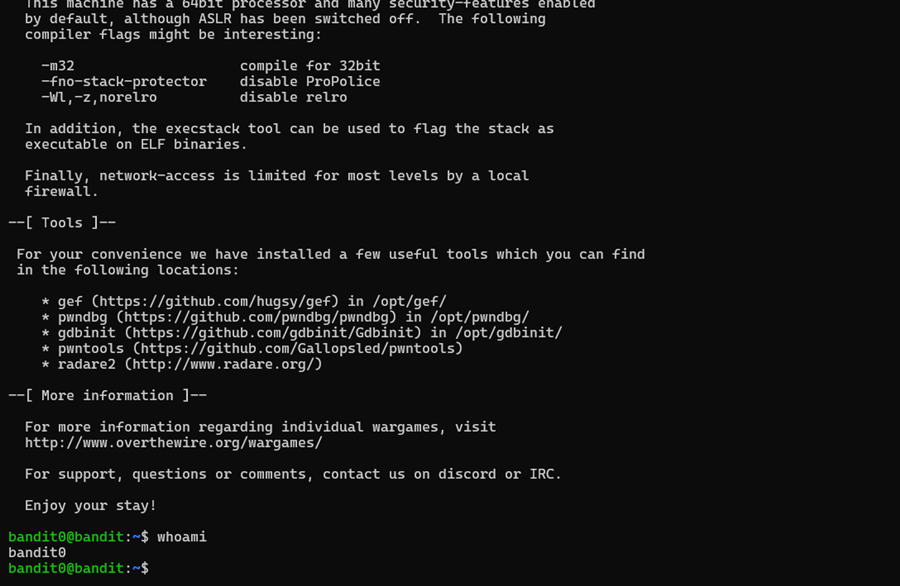 This machine has a 64bit processor and many security-features enabled
by default, although ASLR has been switched off.  The following
compiler flags might be interesting:
-m32                    compile for 32bit
-fno-stack-protector    disable ProPolice
-Wl,-z,norelro          disable relro
In addition, the execstack tool can be used to flag the stack as
executable on ELF binaries.
Finally, network-access is limited for most levels by a local
firewall.
--[ Tools ]--
For your convenience we have installed a few useful tools which you can find
in the following locations:
* gef (https://github.com/hugsy/gef) in /opt/gef/
* pwndbg (https://github.com/pwndbg/pwndbg) in /opt/pwndbg/
* gdbinit (https://github.com/gdbinit/Gdbinit) in /opt/gdbinit/
* pwntools (https://github.com/Gallopsled/pwntools)
* radare2 (http://www.radare.org/)
--[ More information ]--
For more information regarding individual wargames, visit
http://www.overthewire.org/wargames/
For support, questions or comments, contact us on discord or IRC.
Enjoy your stay!
bandit0@bandit:~$ whoami
bandit0
bandit0@bandit:~$